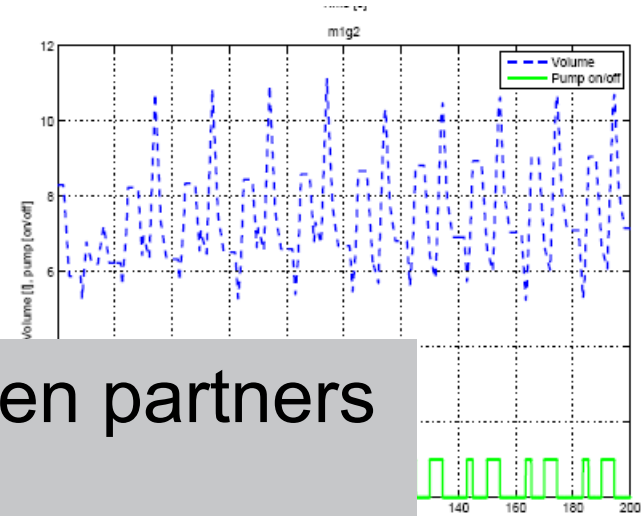 m1g2
12
Volume
Pump on/off
10
8
6
Volume [l], pump [on/off]
en partners
140 160 180 200